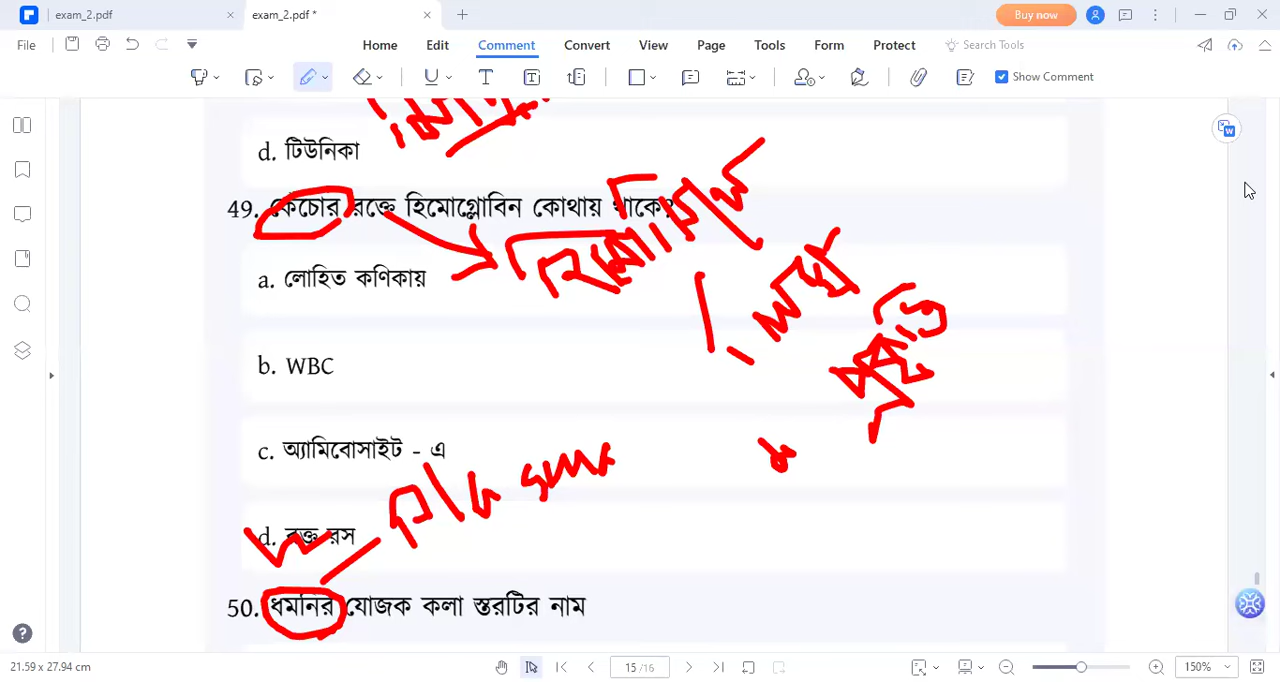 exam_2.pdf
exam_2.pdf *
Buy now
File
Home Edit Comment Convert View Page Tools Form Protect Search Tools
Show Comment
d. টিউনিকা
49. কেঁচোর রক্তে হিমোগ্লোবিন কোথায় থাকে?
a. লোহিত কণিকায়
b. WBC
c. অ্যামিবোসাইট - এ
d. রক্ত রস
50. ধমনির যোজক কলা স্তরটির নাম
21.59 x 27.94 cm
15/16
150%